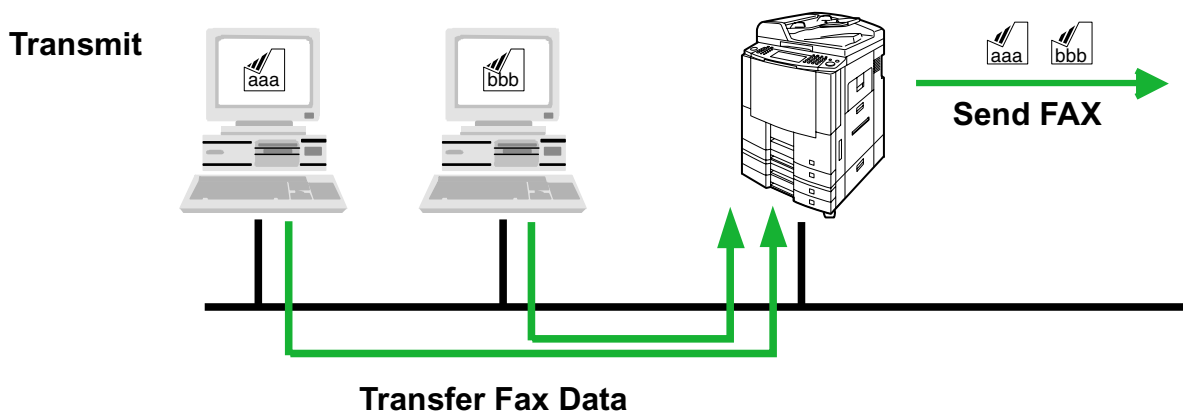 Transmit
aaa
bbb
aaa bbb
Send FAX
Transfer Fax Data